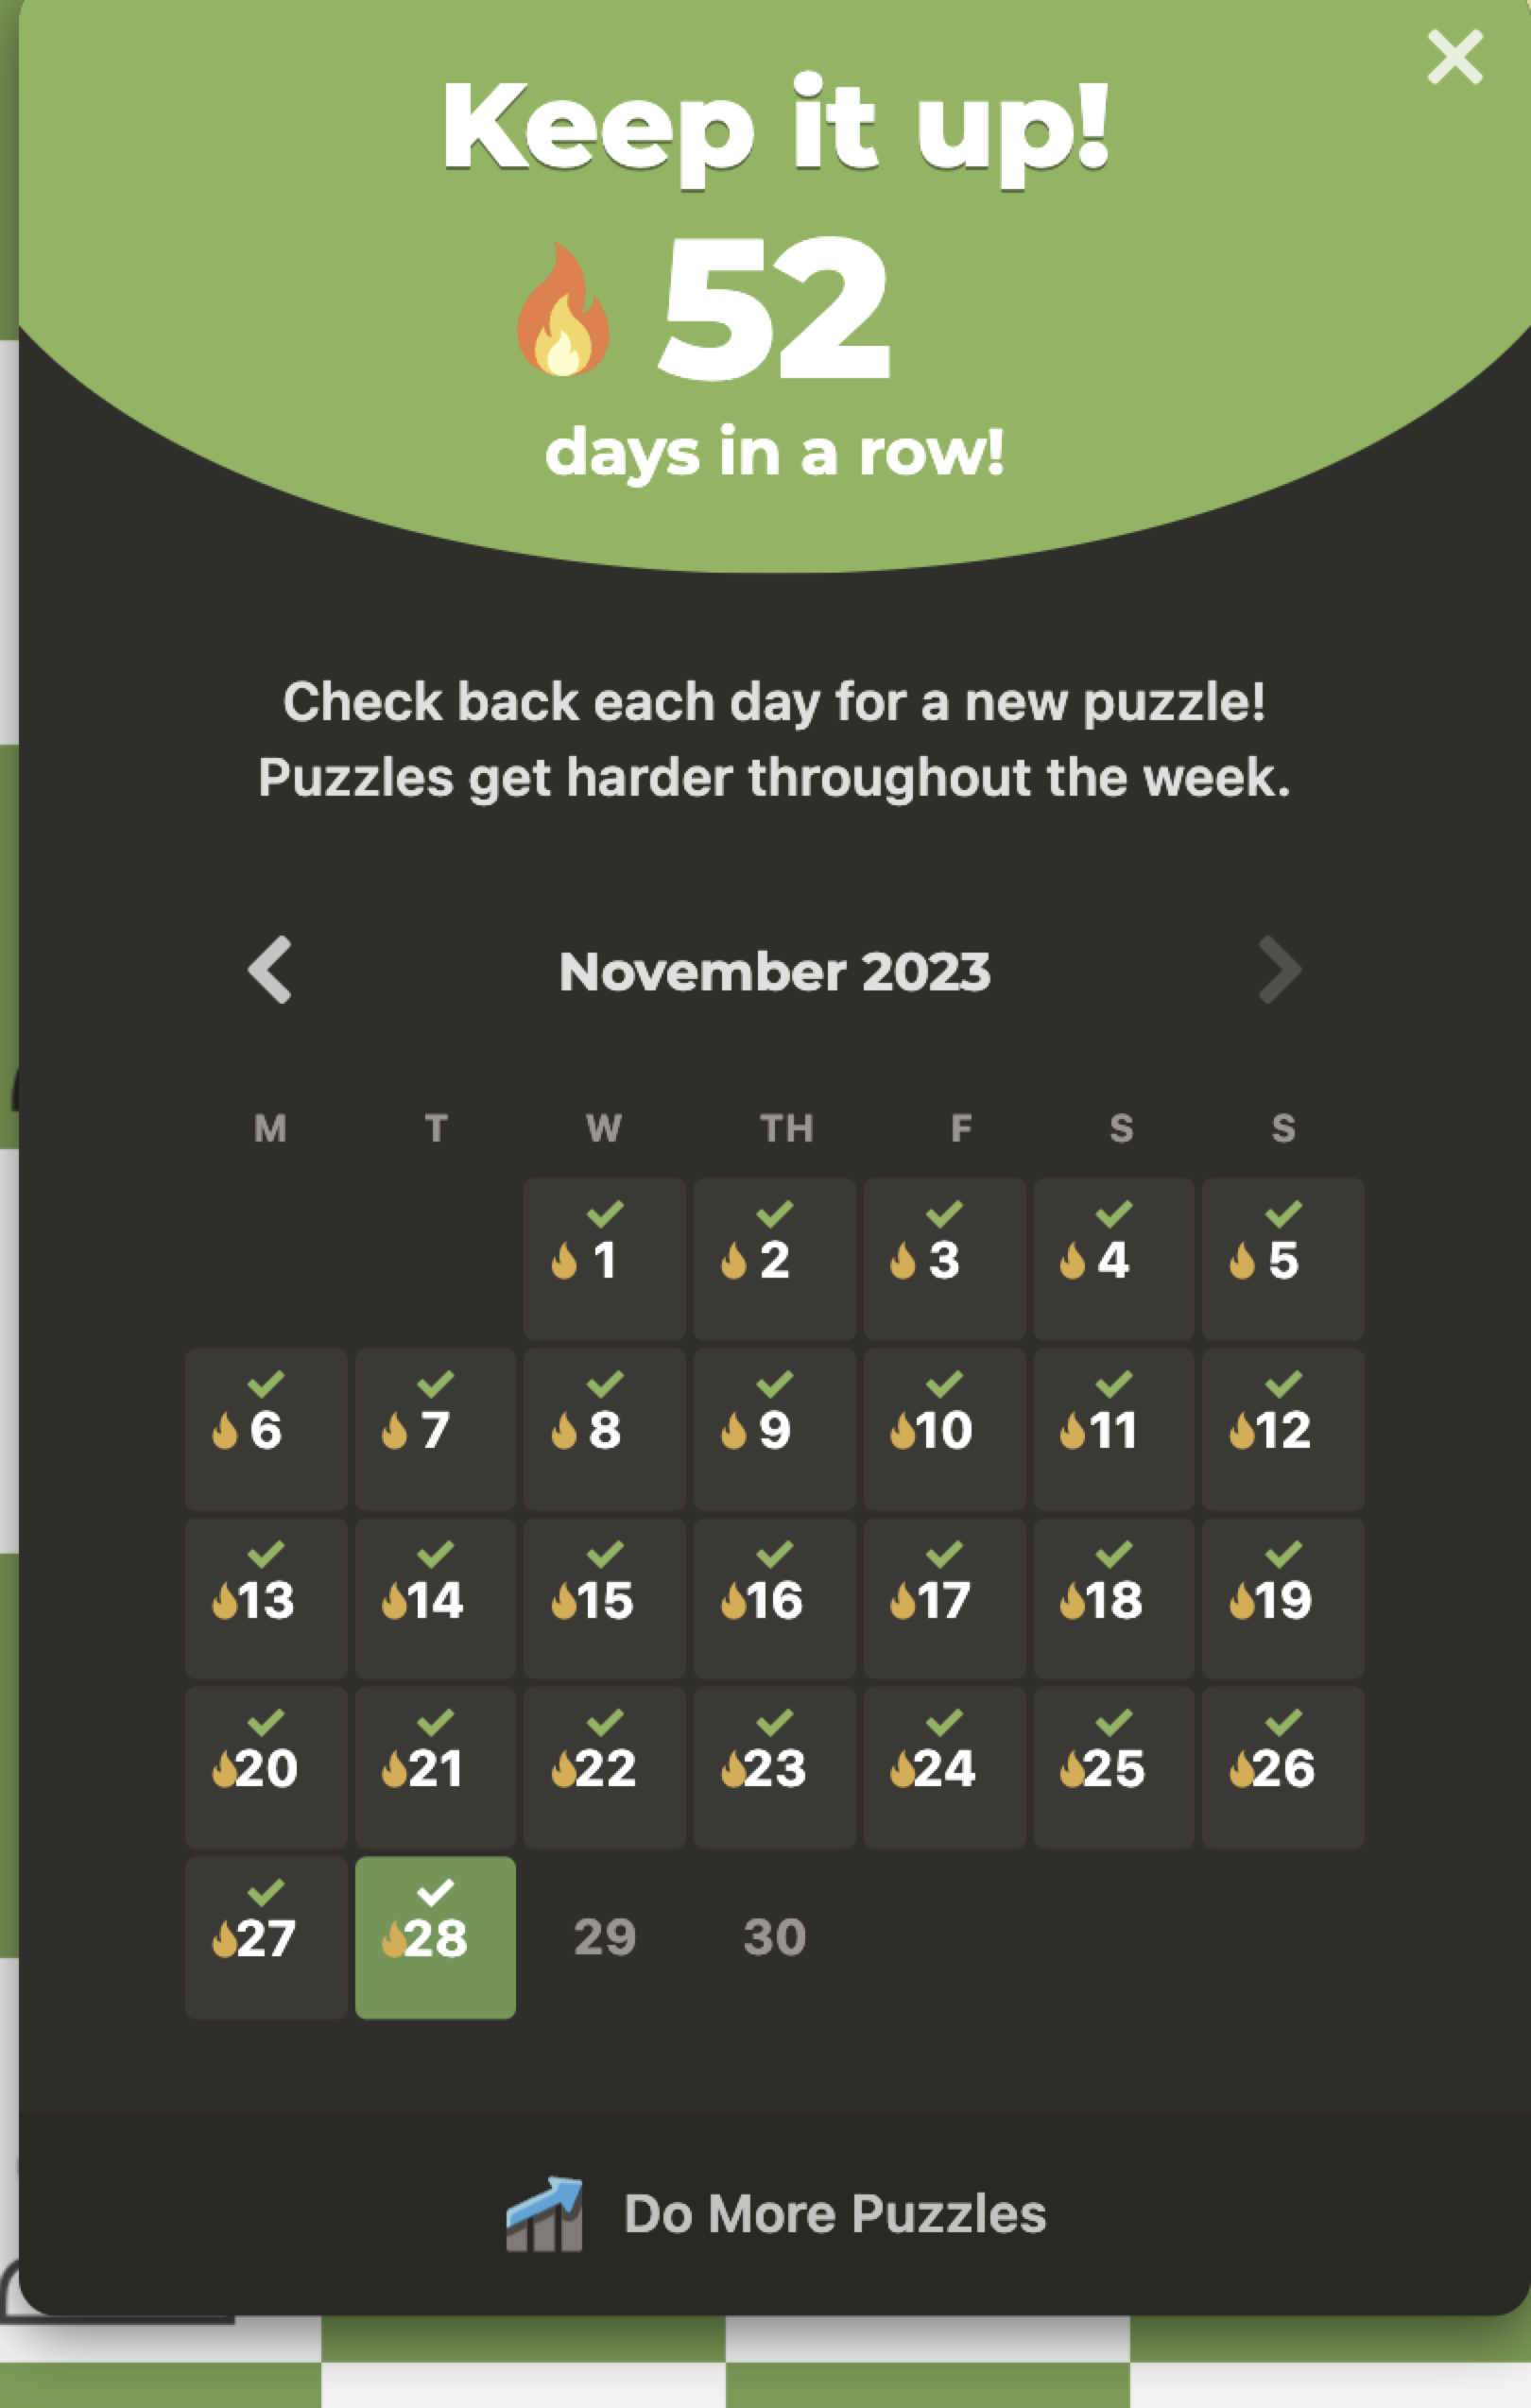 Keep it up!
52
days in a row!
Check back each day for a new puzzle!
Puzzles get harder throughout the week.
November 2023
M T W TH F S S
1 2 3 4 5
6 7 8 9 10 11 12
13 14 15 16 17 18 19
20 21 22 23 24 25 26
27 28 29 30
Do More Puzzles